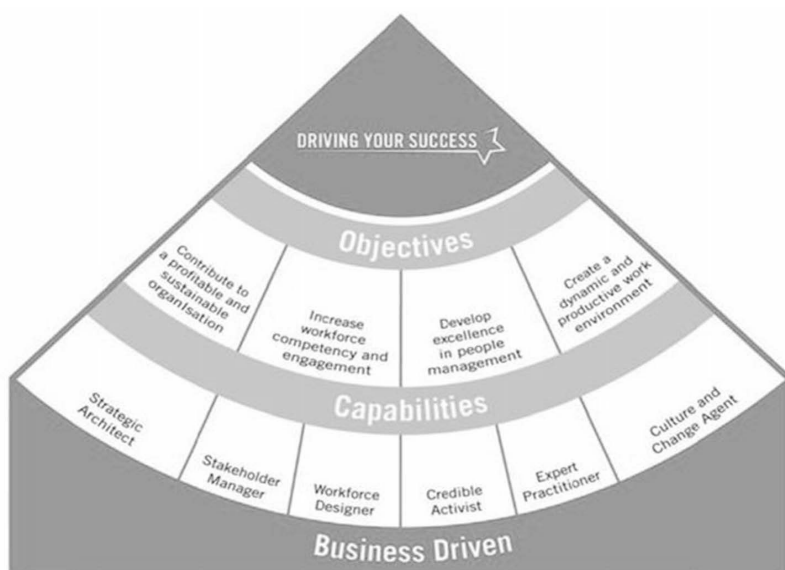 DRIVING YOUR SUCCESS
Objectives
Contribute to
a profitable and
sustainable
organisation
Increase
workforce
competency and
engagement
Develop
excellence
in people
management
Create a
dynamic and
productive work
environment
Capabilities
Strategic
Architect
Stakeholder
Manager
Workforce
Designer
Credible
Activist
Expert
Practitioner
Culture and
Change Agent
Business Driven